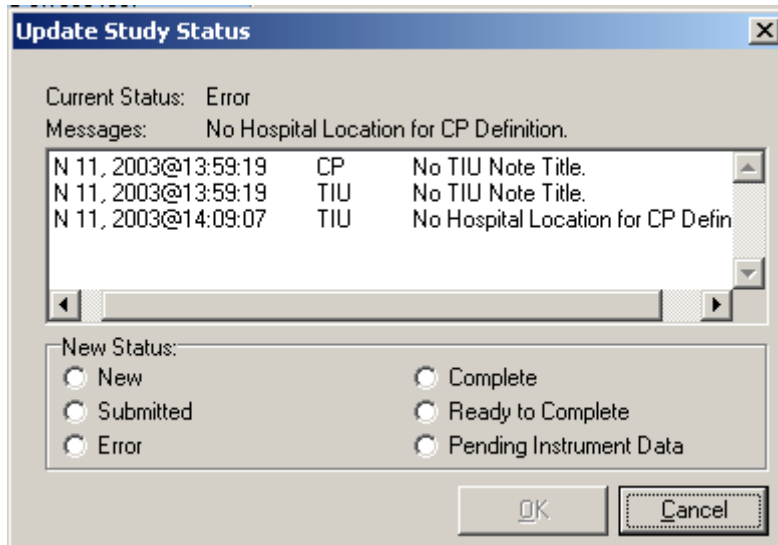 Update Study Status
Current Status: Error
Messages: No Hospital Location for CP Definition.
N 11, 2003@13:59:19 CP No TIU Note Title.
N 11, 2003@13:59:19 TIU No TIU Note Title.
N 11, 2003@14:09:07 TIU No Hospital Location for CP Defin
New Status:
New Complete
Submitted Ready to Complete
Error Pending Instrument Data
OK Cancel